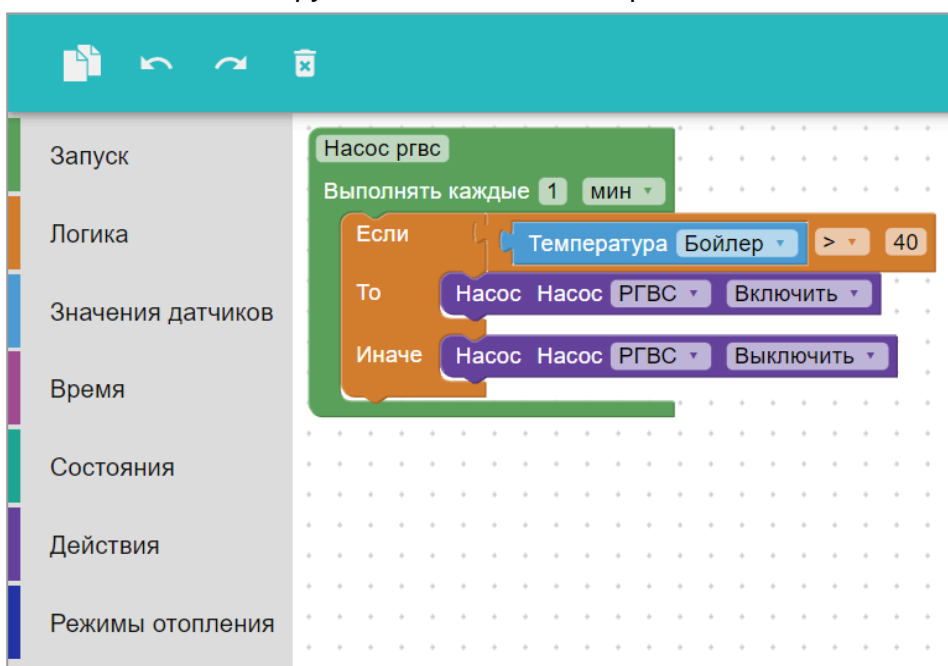 Запуск
Логика
Значения датчиков
Время
Состояния
Действия
Режимы отопления
Насос ргвс
Выполнять каждые 1 мин
Если Температура Бойлер > 40
То Насос Насос РГВС Включить
Иначе Насос Насос РГВС Выключить